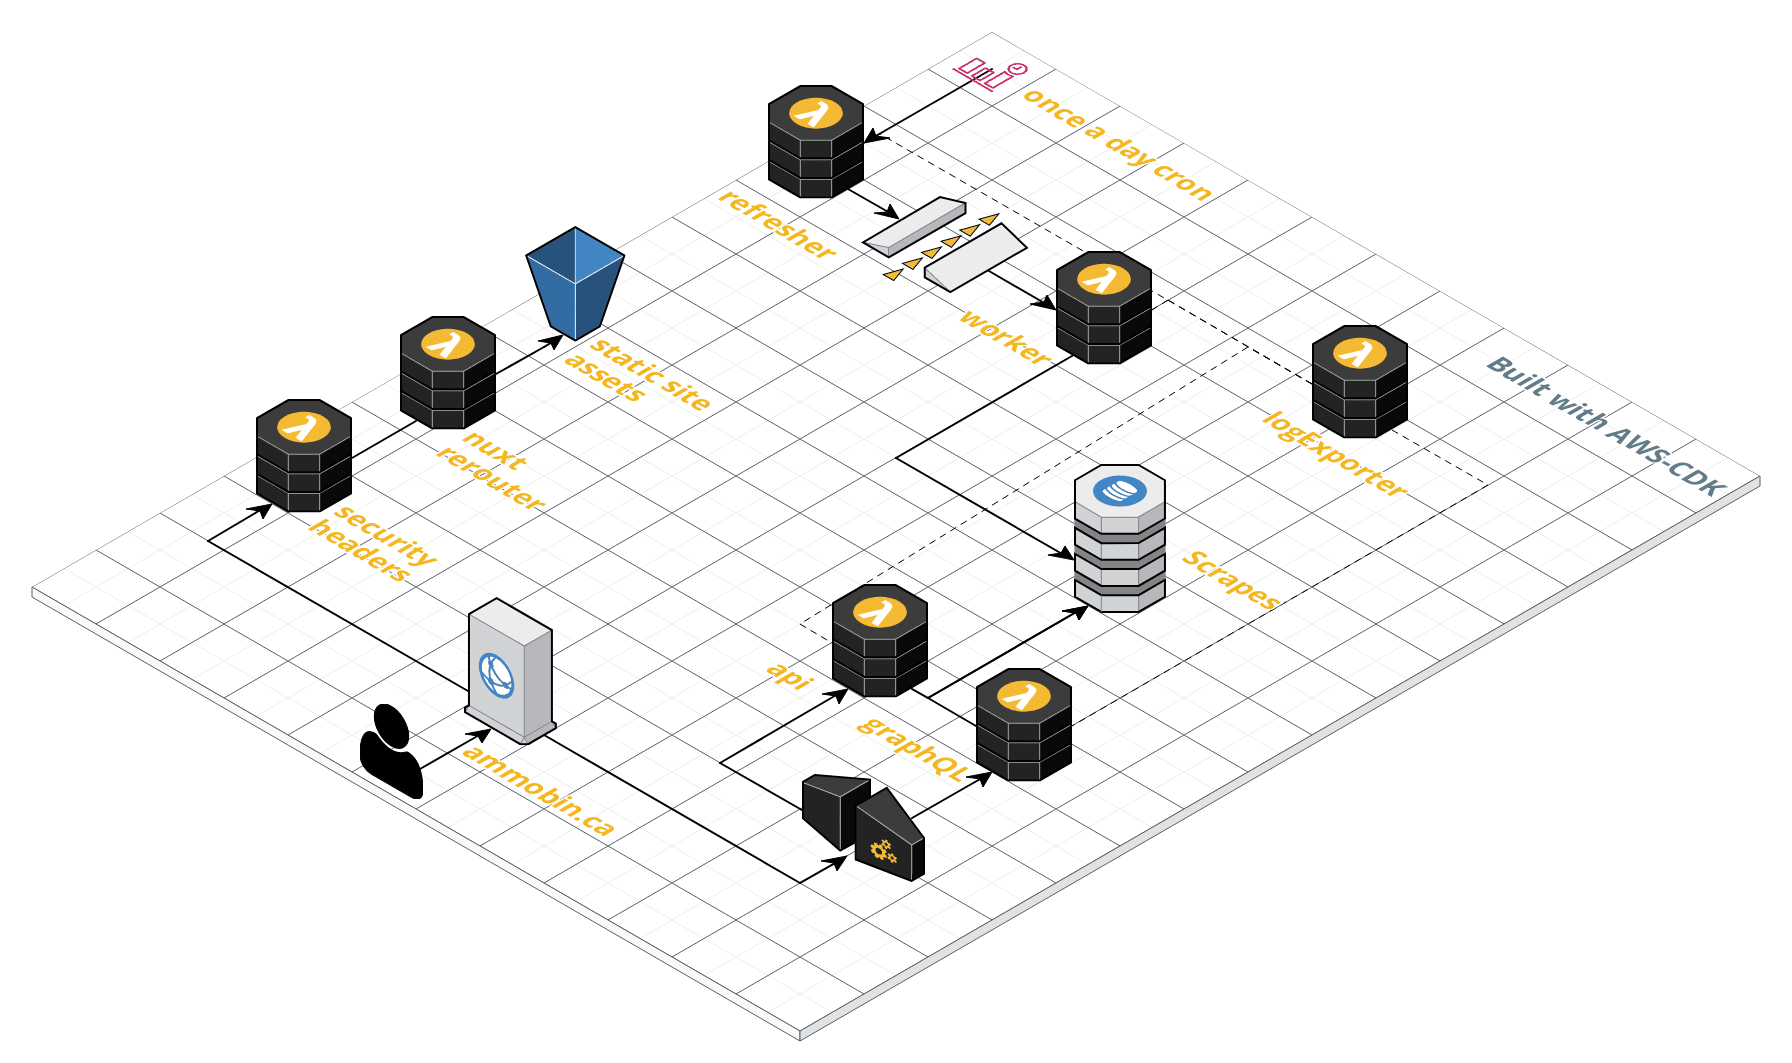 once a day cron
refresher
worker
static site
assets
Built with AWS-CDK
logExporter
nuxt
rerouter
security
headers
Scrapes
api
graphQL
ammobin.ca